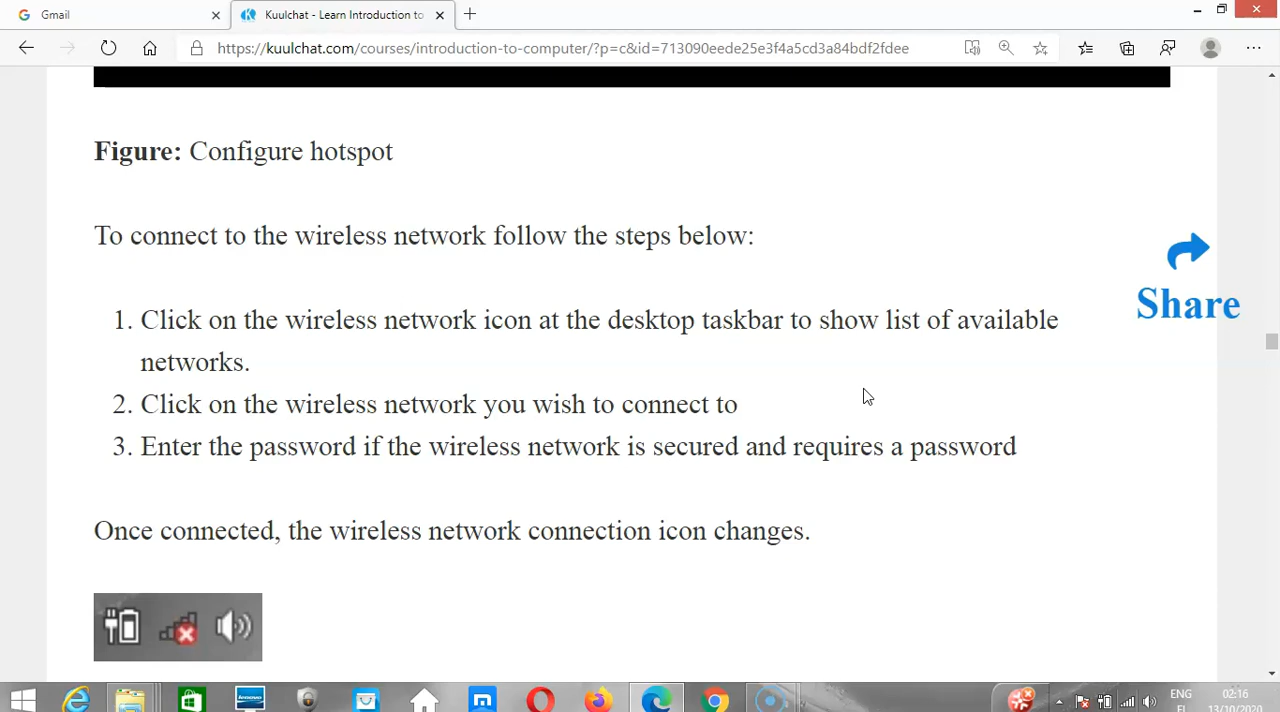 Gmail
Kuulchat - Learn Introduction to
https://kuulchat.com/courses/introduction-to-computer/?p=c&id=713090eede25e3f4a5cd3a84bdf2fdee
Figure: Configure hotspot
To connect to the wireless network follow the steps below:
Share
1. Click on the wireless network icon at the desktop taskbar to show list of available
networks.
2. Click on the wireless network you wish to connect to
3. Enter the password if the wireless network is secured and requires a password
Once connected, the wireless network connection icon changes.
ENG
02:16
13/10/2020